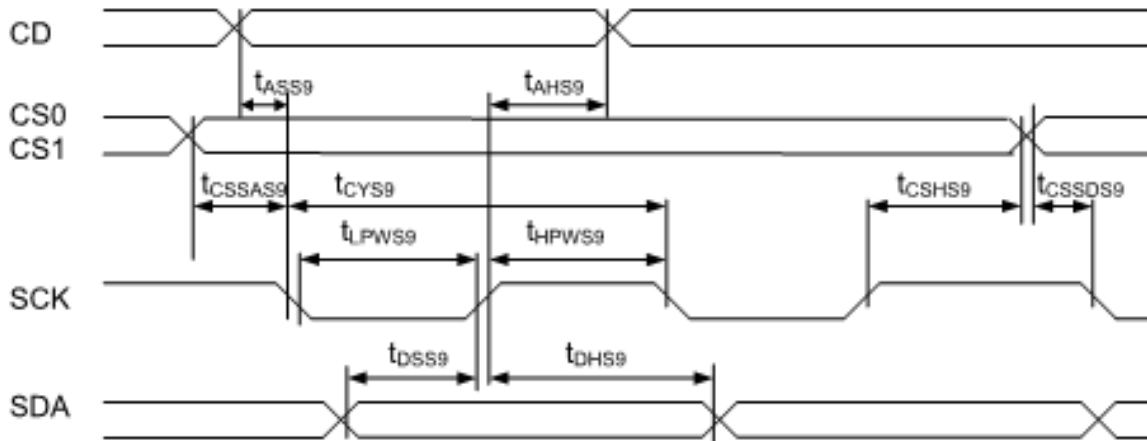 CD
tASS9
tAHS9
CS0
CS1
tCSSAS9
tCYS9
tCSHS9
tCSSDS9
tLPWS9
tHPWS9
SCK
tDSS9
tDHS9
SDA